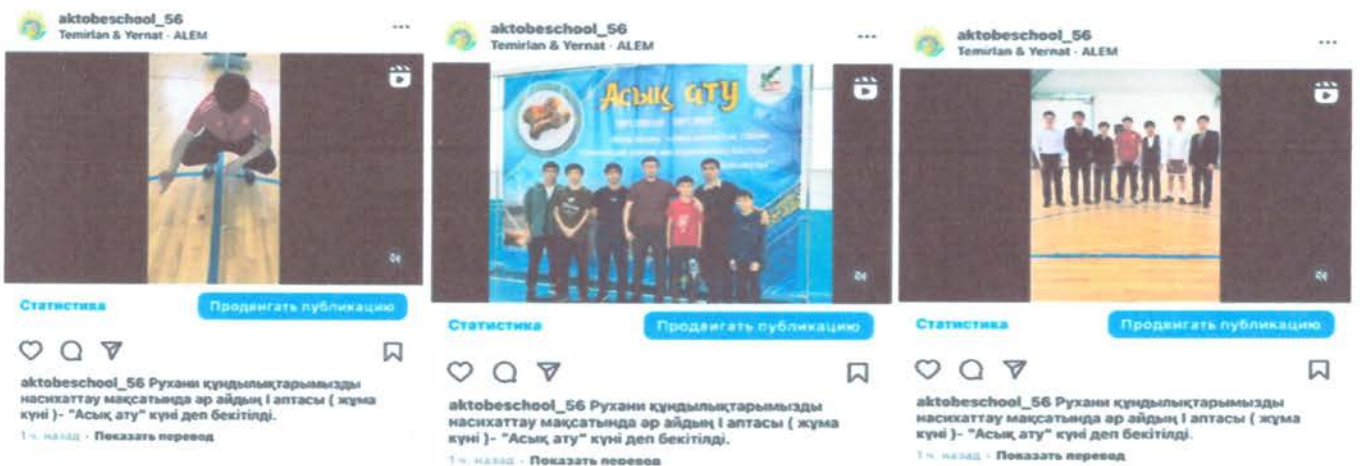 aktobeschool_56
Temirlan & Yernat · ALEM
Статистика
Продвигать публикацию
aktobeschool_56 Рухани құндылықтарымызды
насихаттау мақсатында әр айдың I аптасы ( жұма
күні )- "Асық ату" күні деп бекітілді.
1 ч. назад · Показать перевод
aktobeschool_56
Temirlan & Yernat · ALEM
Асық ату
Статистика
Продвигать публикацию
aktobeschool_56 Рухани құндылықтарымызды
насихаттау мақсатында әр айдың I аптасы ( жұма
күні )- "Асық ату" күні деп бекітілді.
1 ч. назад · Показать перевод
aktobeschool_56
Temirlan & Yernat · ALEM
Статистика
Продвигать публикацию
aktobeschool_56 Рухани құндылықтарымызды
насихаттау мақсатында әр айдың I аптасы ( жұма
күні )- "Асық ату" күні деп бекітілді.
1 ч. назад · Показать перевод